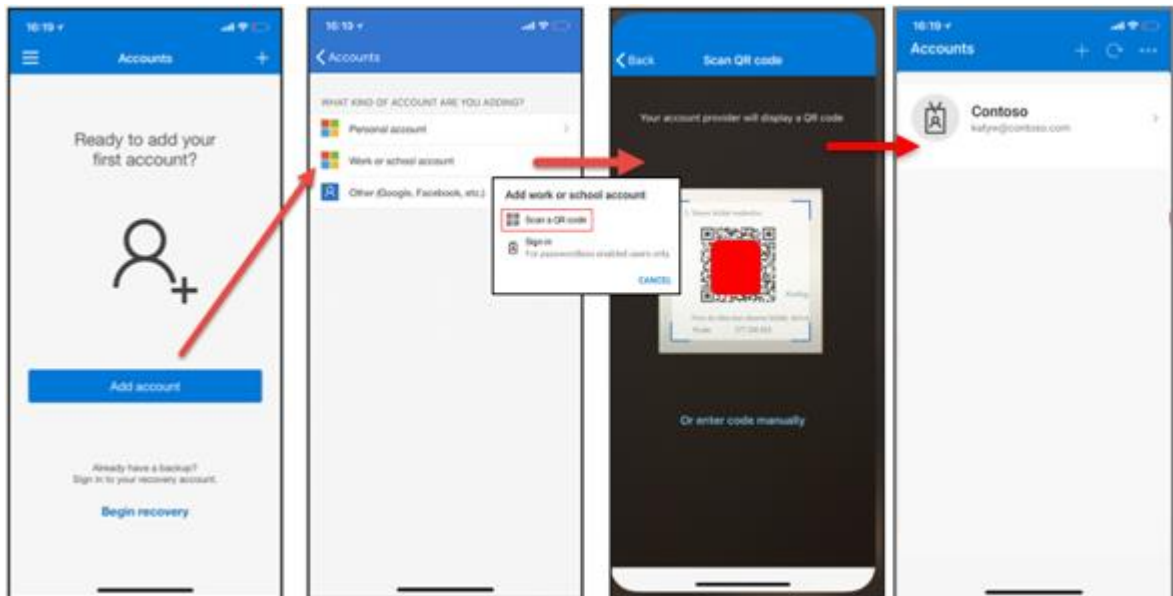 16:19
Accounts
Ready to add your
first account?
Add account
Already have a backup?
Sign in to your recovery account.
Begin recovery
16:19
Accounts
WHAT KIND OF ACCOUNT ARE YOU ADDING?
Personal account
Work or school account
Other (Google, Facebook, etc.)
Add work or school account
Scan a QR code
Sign in
For passwordless enabled users only.
CANCEL
Back
Scan QR code
Your account provider will display a QR code
Or enter code manually
16:19
Accounts
Contoso
katyw@contoso.com